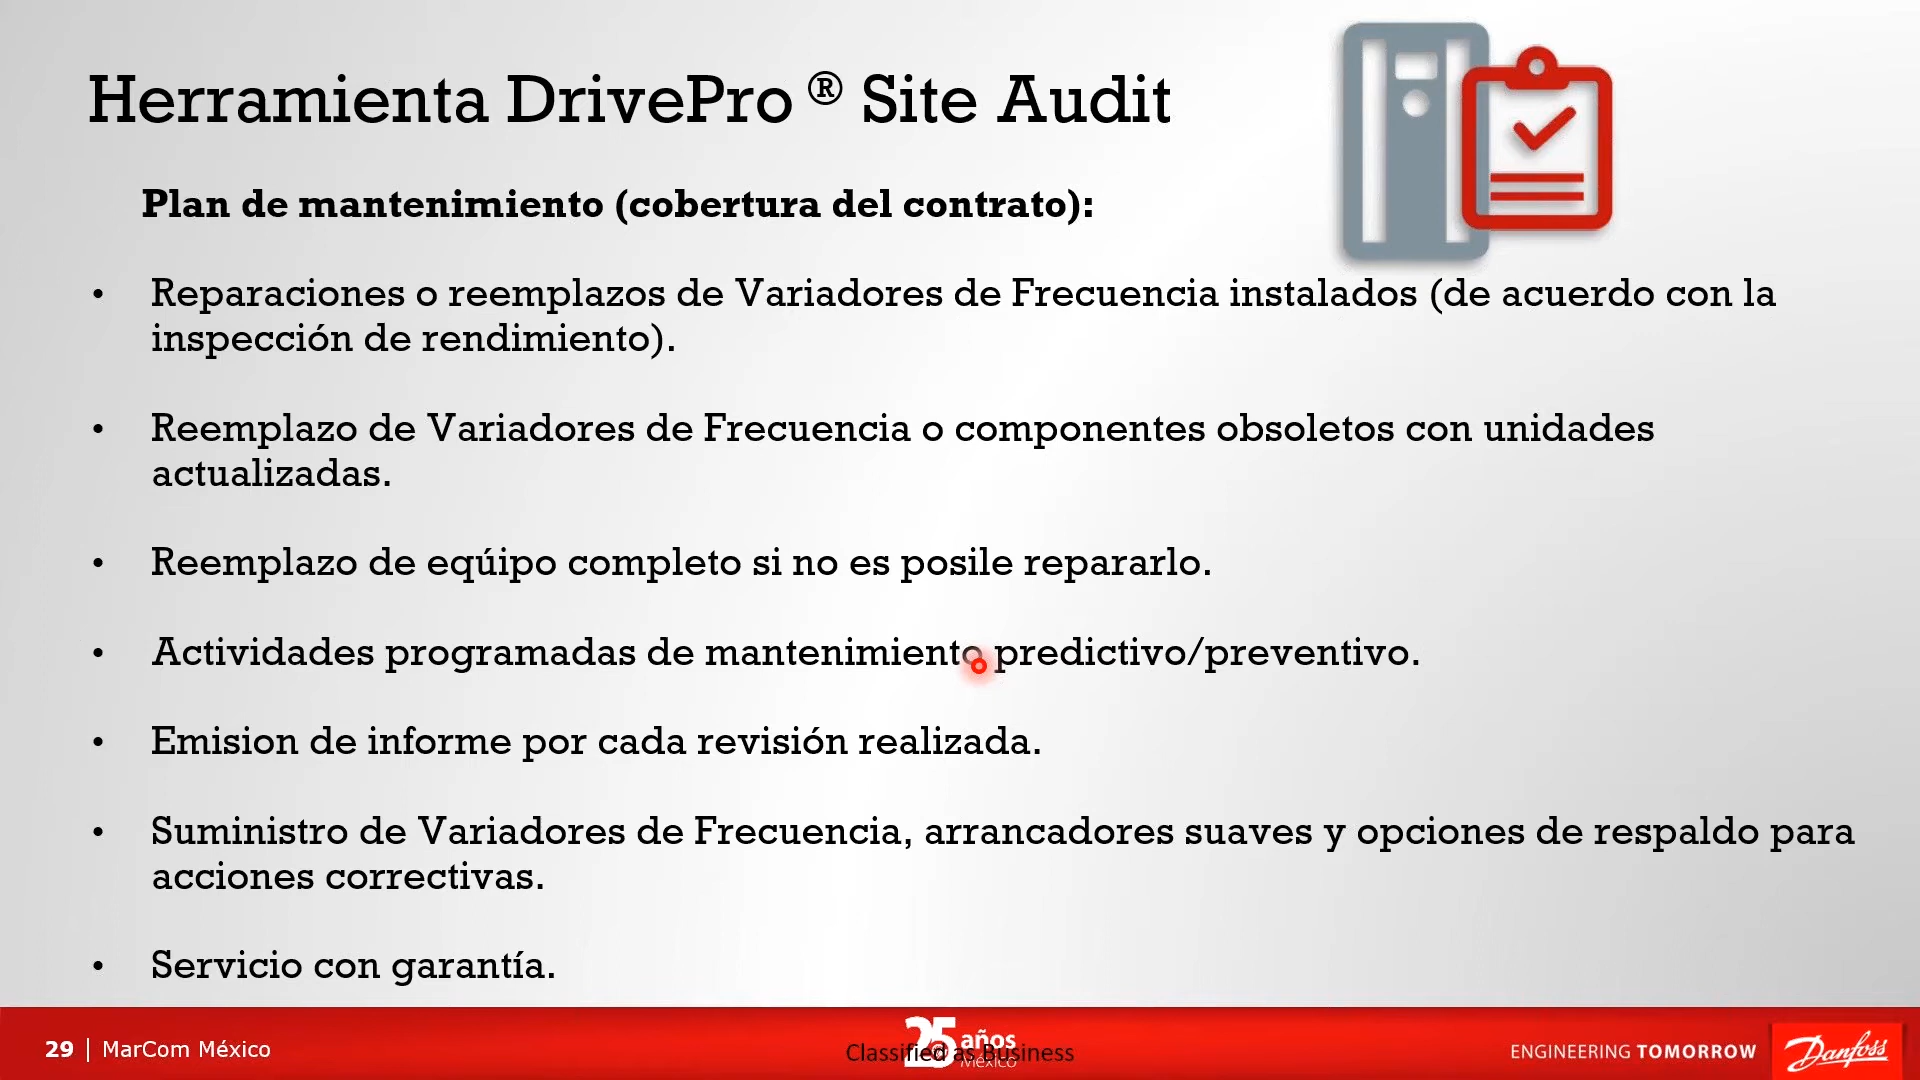 Herramienta DrivePro ® Site Audit
Plan de mantenimiento (cobertura del contrato):
• Reparaciones o reemplazos de Variadores de Frecuencia instalados (de acuerdo con la
inspección de rendimiento).
• Reemplazo de Variadores de Frecuencia o componentes obsoletos con unidades
actualizadas.
• Reemplazo de eqúipo completo si no es posile repararlo.
• Actividades programadas de mantenimiento predictivo/preventivo.
• Emision de informe por cada revisión realizada.
• Suministro de Variadores de Frecuencia, arrancadores suaves y opciones de respaldo para
acciones correctivas.
• Servicio con garantía.
29 | MarCom México
25 años
México
Classified as Business
ENGINEERING TOMORROW
Danfoss